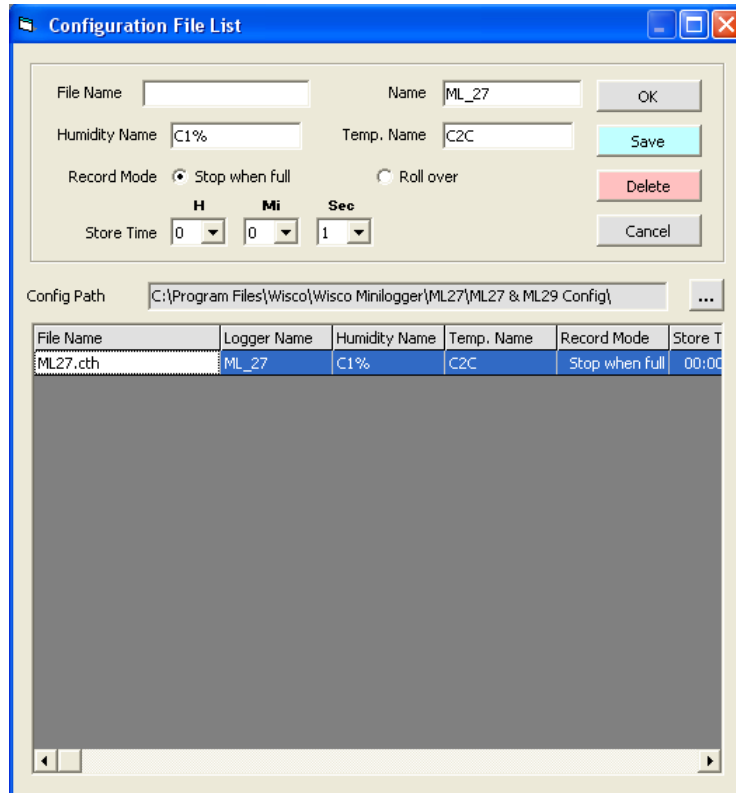 Configuration File List
File Name Name ML_27 OK
Humidity Name C1% Temp. Name C2C Save
Record Mode Stop when full Roll over Delete
H Mi Sec
Store Time 0 0 1 Cancel
Config Path C:\Program Files\Wisco\Wisco Minilogger\ML27\ML27 & ML29 Config\ ...
File Name Logger Name Humidity Name Temp. Name Record Mode Store T
ML27.cth ML_27 C1% C2C Stop when full 00:00